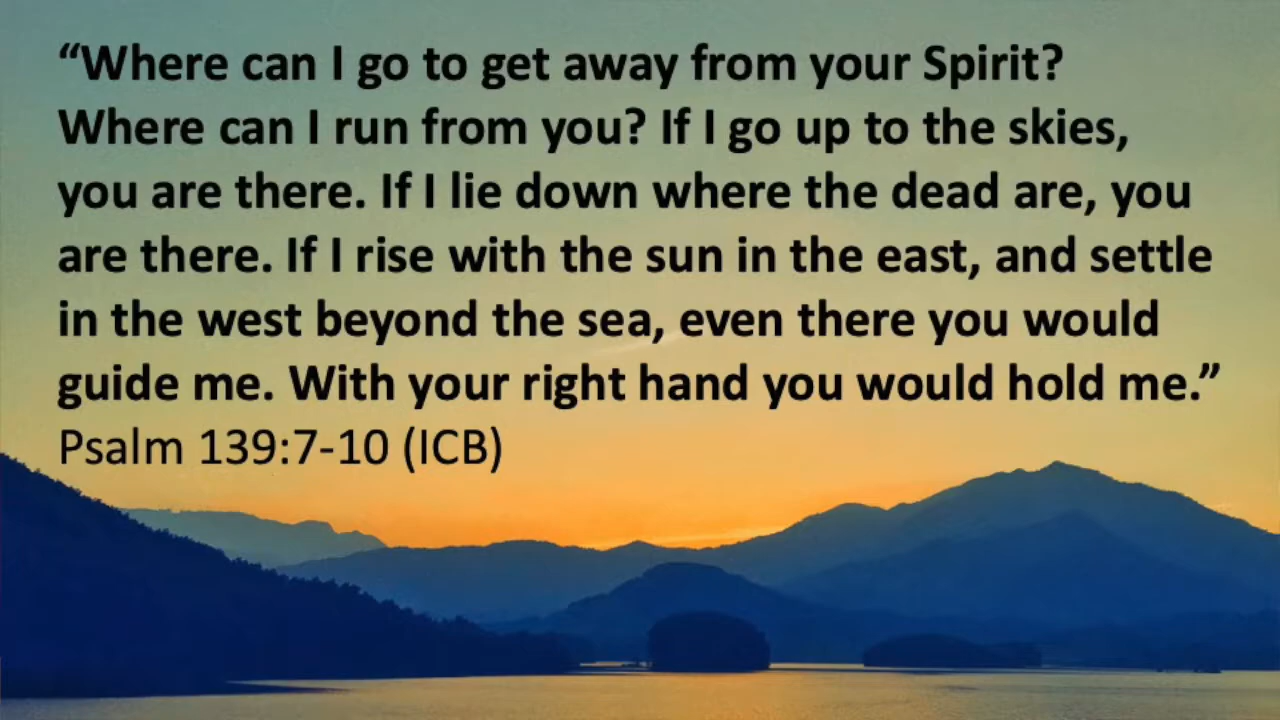 “Where can I go to get away from your Spirit?
Where can I run from you? If I go up to the skies,
you are there. If I lie down where the dead are, you
are there. If I rise with the sun in the east, and settle
in the west beyond the sea, even there you would
guide me. With your right hand you would hold me.”
Psalm 139:7-10 (ICB)